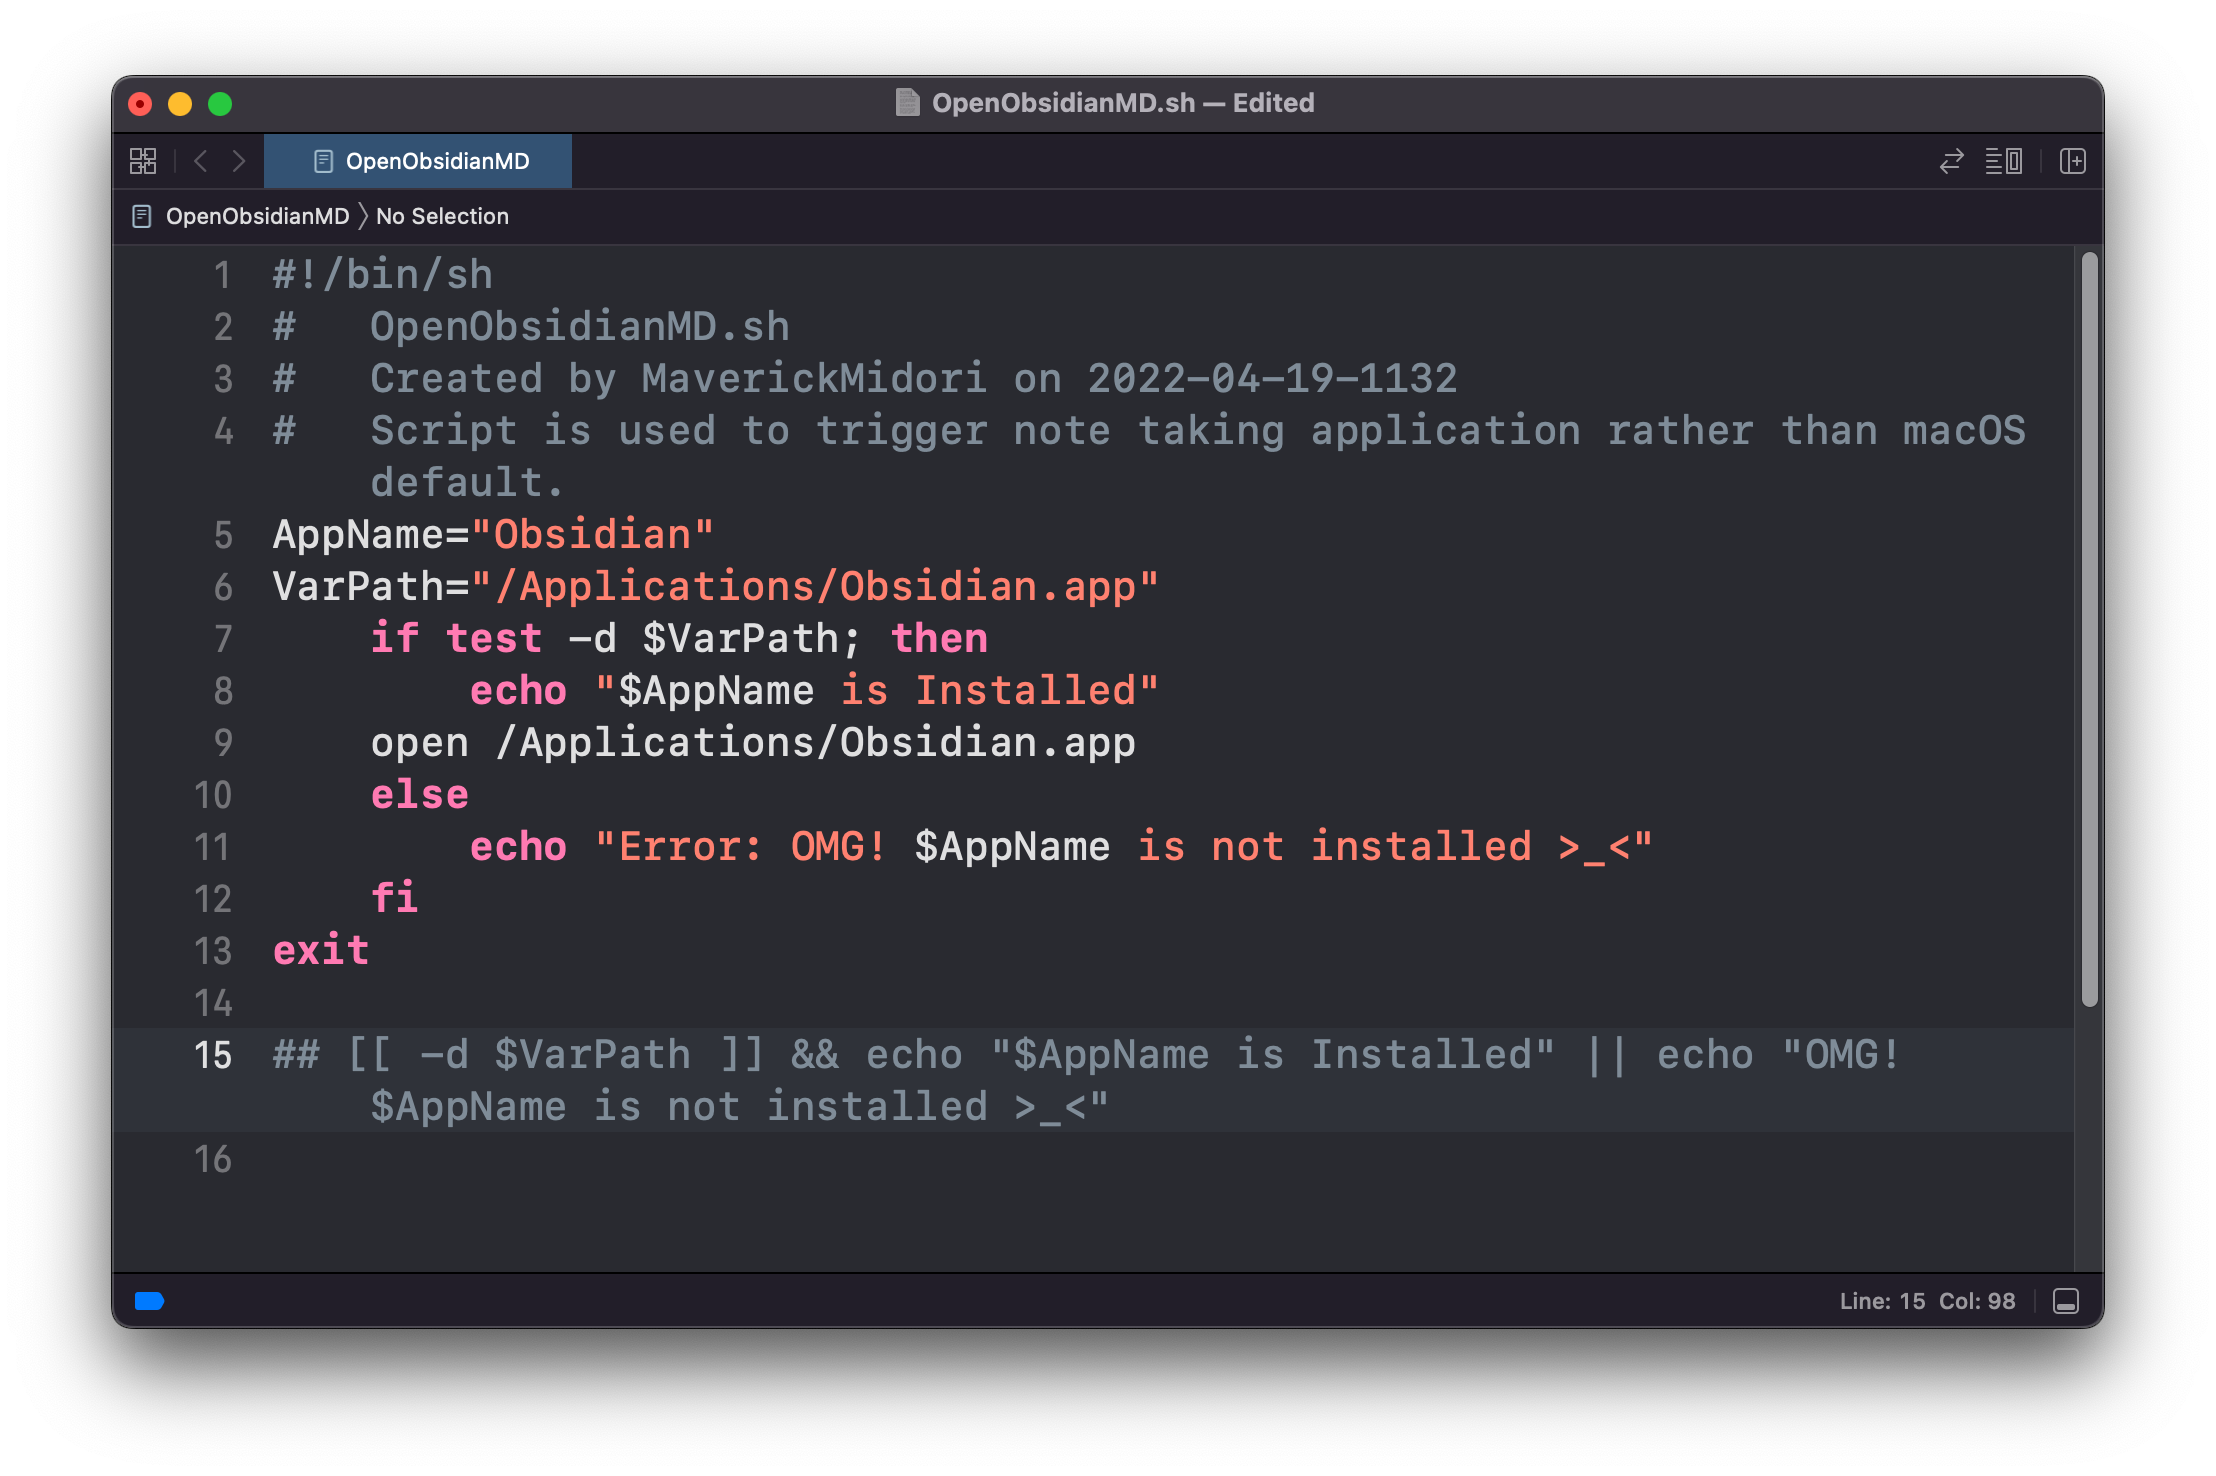 OpenObsidianMD.sh — Edited
OpenObsidianMD
OpenObsidianMD 〉 No Selection
1 #!/bin/sh
2 #   OpenObsidianMD.sh
3 #   Created by MaverickMidori on 2022-04-19-1132
4 #   Script is used to trigger note taking application rather than macOS
default.
5 AppName="Obsidian"
6 VarPath="/Applications/Obsidian.app"
7     if test -d $VarPath; then
8         echo "$AppName is Installed"
9     open /Applications/Obsidian.app
10     else
11         echo "Error: OMG! $AppName is not installed >_<"
12     fi
13 exit
14
15 ## [[ -d $VarPath ]] && echo "$AppName is Installed" || echo "OMG!
$AppName is not installed >_<"
16
Line: 15  Col: 98